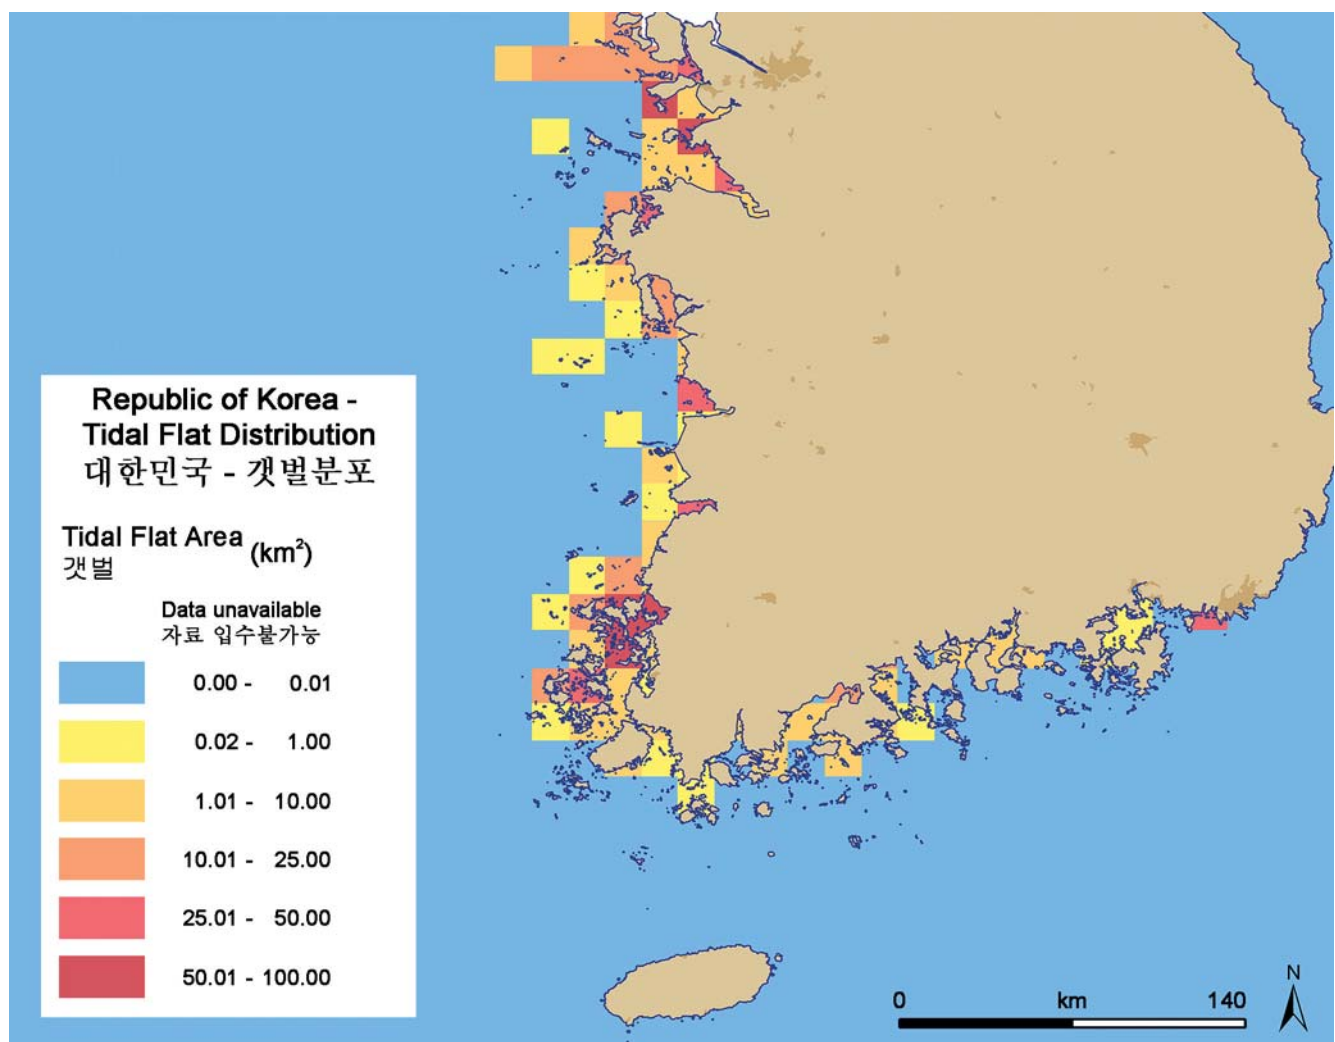 Republic of Korea -
Tidal Flat Distribution
대한민국 - 갯벌분포
Tidal Flat Area (km²)
갯벌
Data unavailable
자료 입수불가능
0.00 - 0.01
0.02 - 1.00
1.01 - 10.00
10.01 - 25.00
25.01 - 50.00
50.01 - 100.00
0 km 140
N